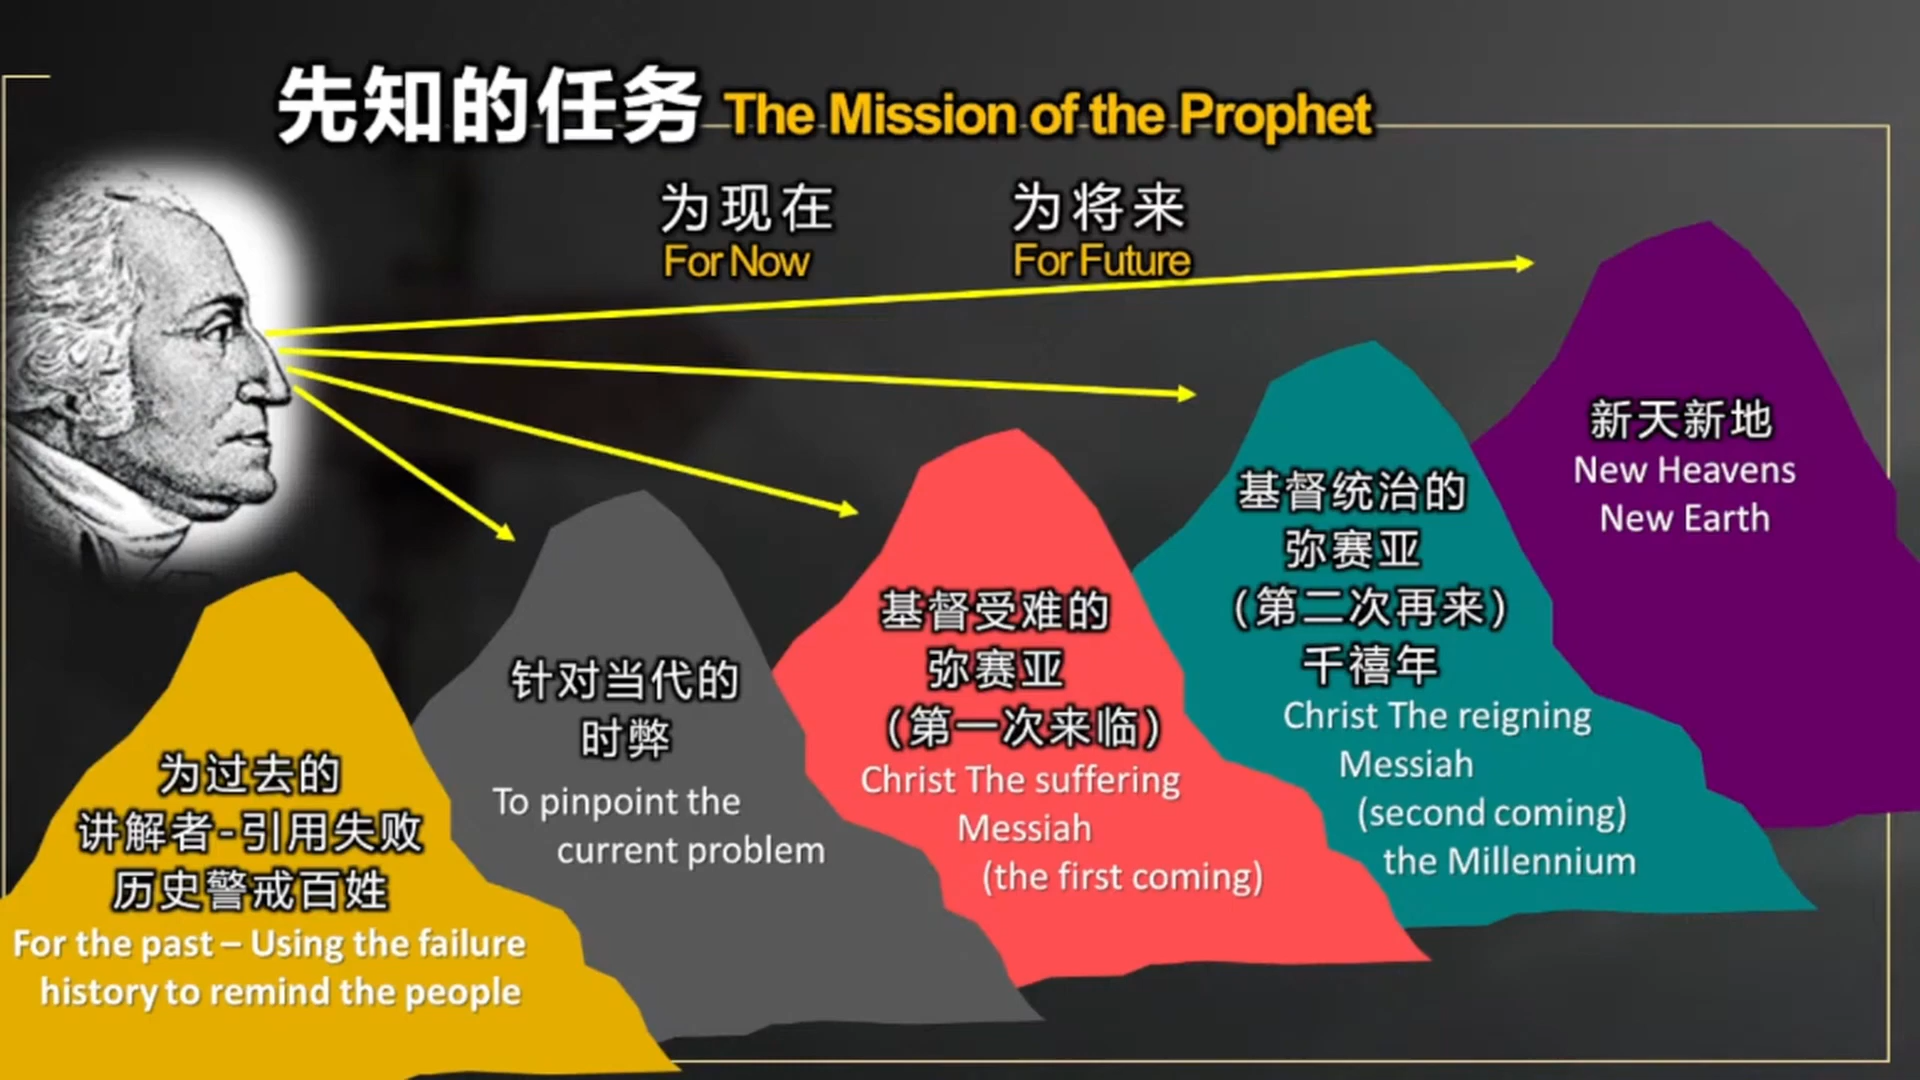 先知的任务 The Mission of the Prophet
为现在
For Now
为将来
For Future
为过去的
讲解者-引用失败
历史警戒百姓
For the past – Using the failure
history to remind the people
针对当代的
时弊
To pinpoint the
current problem
基督受难的
弥赛亚
（第一次来临）
Christ The suffering
Messiah
(the first coming)
基督统治的
弥赛亚
（第二次再来）
千禧年
Christ The reigning
Messiah
(second coming)
the Millennium
新天新地
New Heavens
New Earth